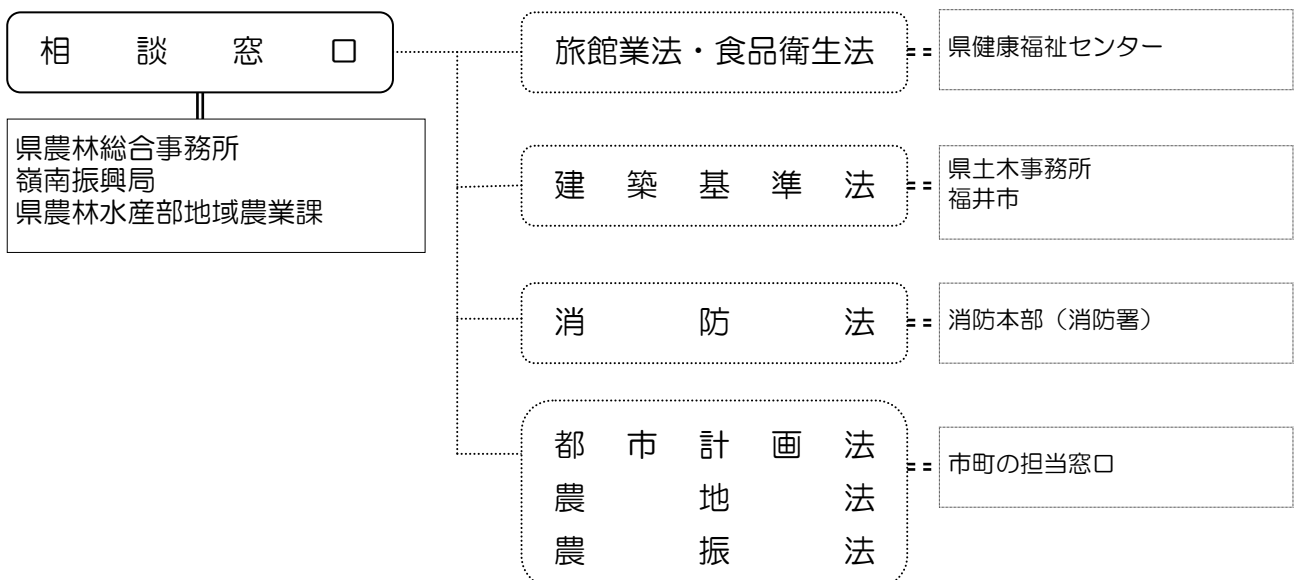 相談窓口
県農林総合事務所
嶺南振興局
県農林水産部地域農業課
旅館業法・食品衛生法
県健康福祉センター
建築基準法
県土木事務所
福井市
消防法
消防本部（消防署）
都市計画法
農地法
農振法
市町の担当窓口